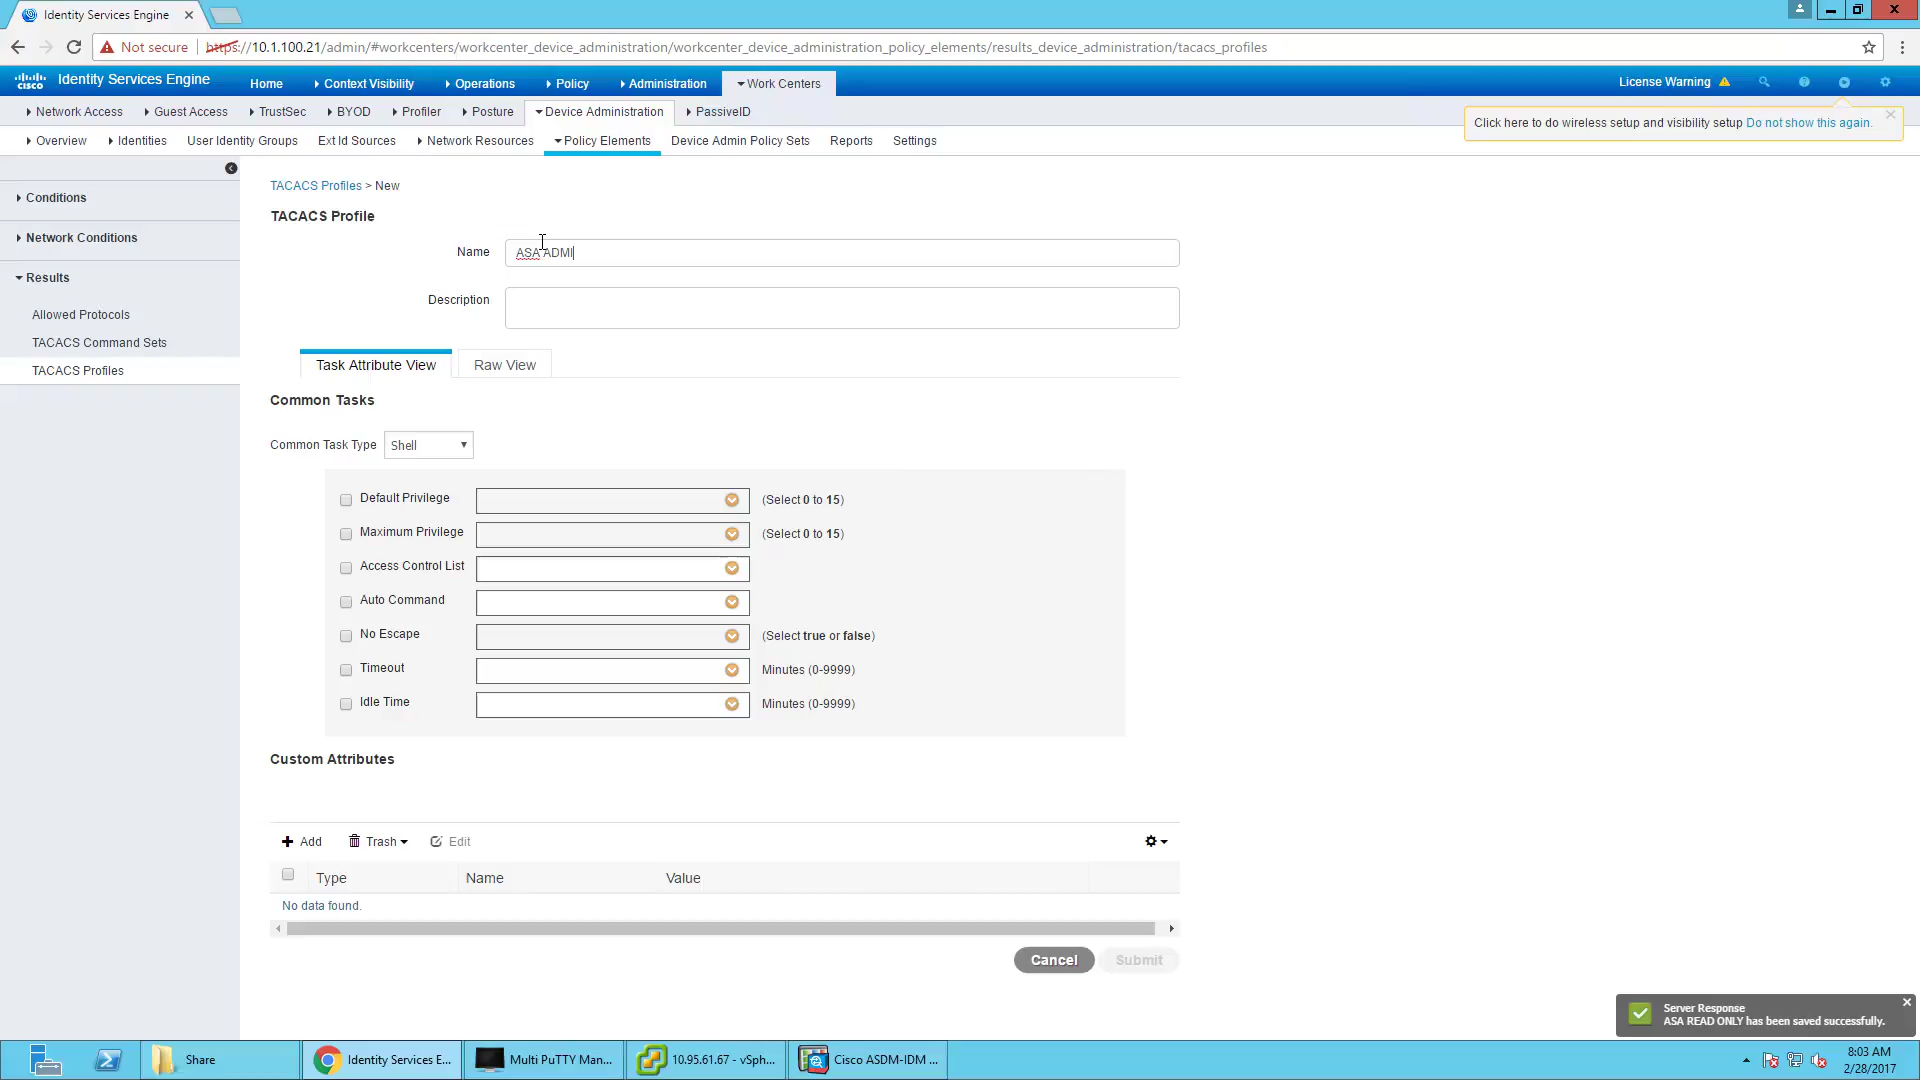 Identity Services Engine
Not secure https://10.1.100.21/admin/#workcenters/workcenter_device_administration/workcenter_device_administration_policy_elements/results_device_administration/tacacs_profiles
cisco Identity Services Engine Home Context Visibility Operations Policy Administration Work Centers License Warning
Network Access Guest Access TrustSec BYOD Profiler Posture Device Administration PassiveID
Click here to do wireless setup and visibility setup Do not show this again.
Overview Identities User Identity Groups Ext Id Sources Network Resources Policy Elements Device Admin Policy Sets Reports Settings
Conditions
Network Conditions
Results
Allowed Protocols
TACACS Command Sets
TACACS Profiles
TACACS Profiles > New
TACACS Profile
Name ASA ADMI
Description
Task Attribute View Raw View
Common Tasks
Common Task Type Shell
Default Privilege (Select 0 to 15)
Maximum Privilege (Select 0 to 15)
Access Control List
Auto Command
No Escape (Select true or false)
Timeout Minutes (0-9999)
Idle Time Minutes (0-9999)
Custom Attributes
Add Trash Edit
Type Name Value
No data found.
Cancel Submit
Server Response
ASA READ ONLY has been saved successfully.
Share Identity Services E... Multi PuTTY Man... 10.95.61.67 - vSph... Cisco ASDM-IDM ...
8:03 AM
2/28/2017